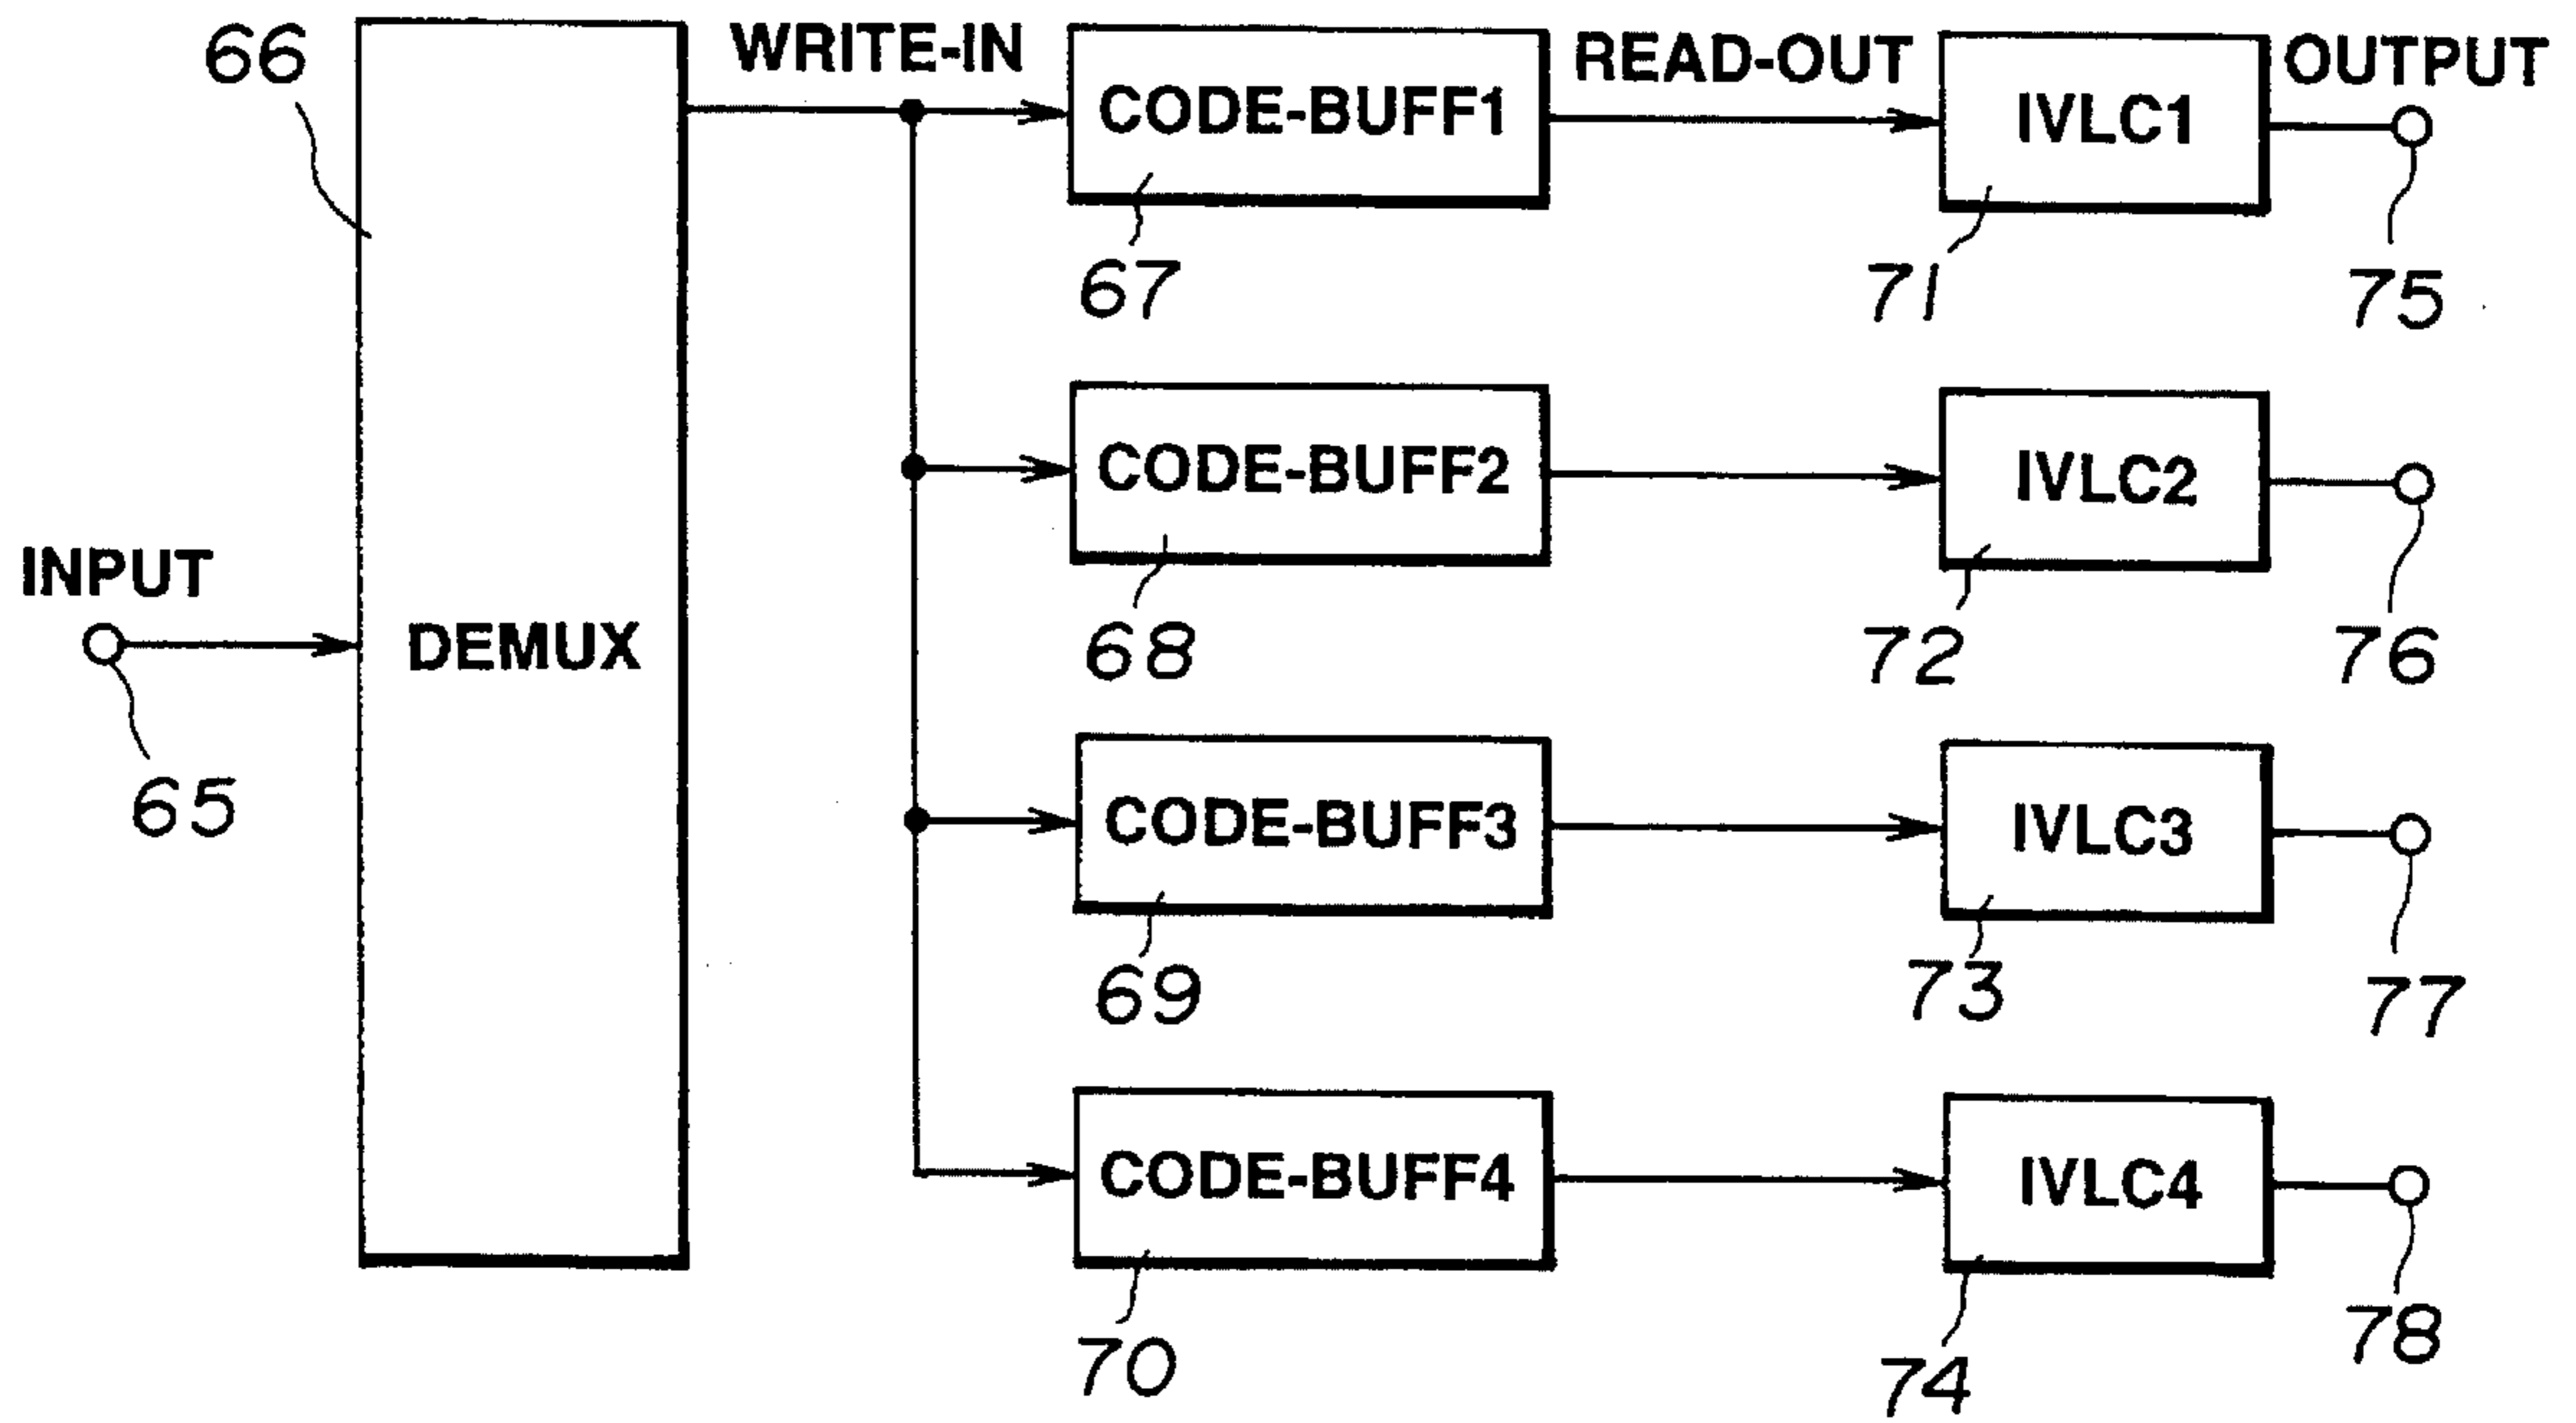 66
WRITE-IN
CODE-BUFF1
READ-OUT
IVLC1
OUTPUT
67
71
75
CODE-BUFF2
IVLC2
INPUT
DEMUX
68
72
76
65
CODE-BUFF3
IVLC3
69
73
77
CODE-BUFF4
IVLC4
70
74
78